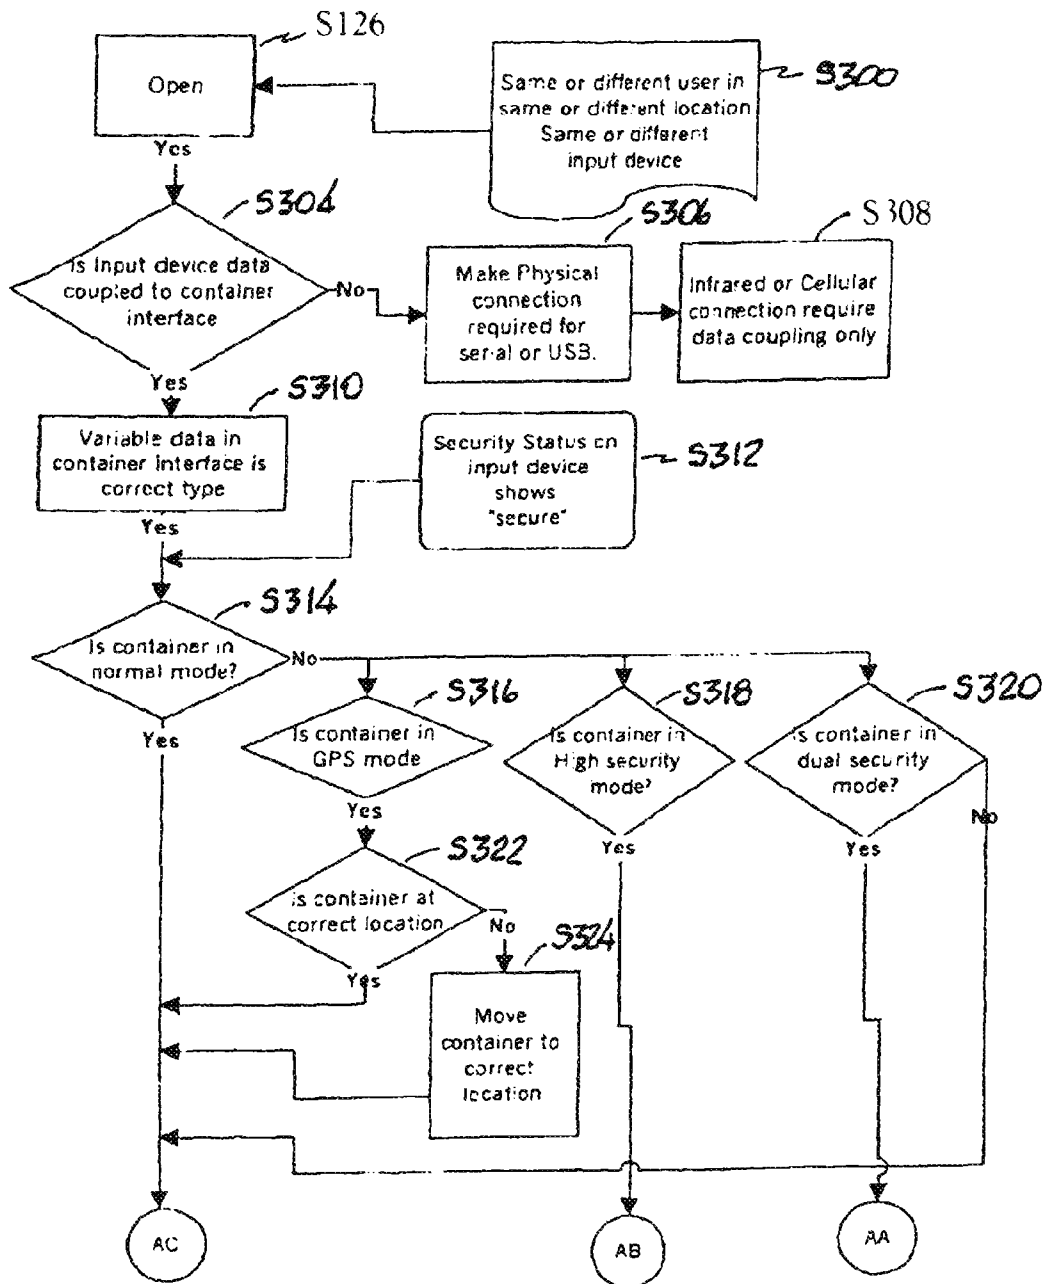 S126
Open
Same or different user in
same or different location
Same or different
input device
S300
Yes
S304
Is Input device data
coupled to container
interface
No
S306
Make Physical
connection
required for
serial or USB.
S308
Infrared or Cellular
connection require
data coupling only
Yes
S310
Variable data in
container Interface is
correct type
Security Status on
input device
shows
"secure"
S312
Yes
S314
Is container in
normal mode?
No
Yes
S316
Is container in
GPS mode
S318
Is container in
High security
mode?
S320
Is container in
dual security
mode?
No
Yes
Yes
Yes
S322
Is container at
correct location
No
Yes
S324
Move
container to
correct
location
AC
AB
AA